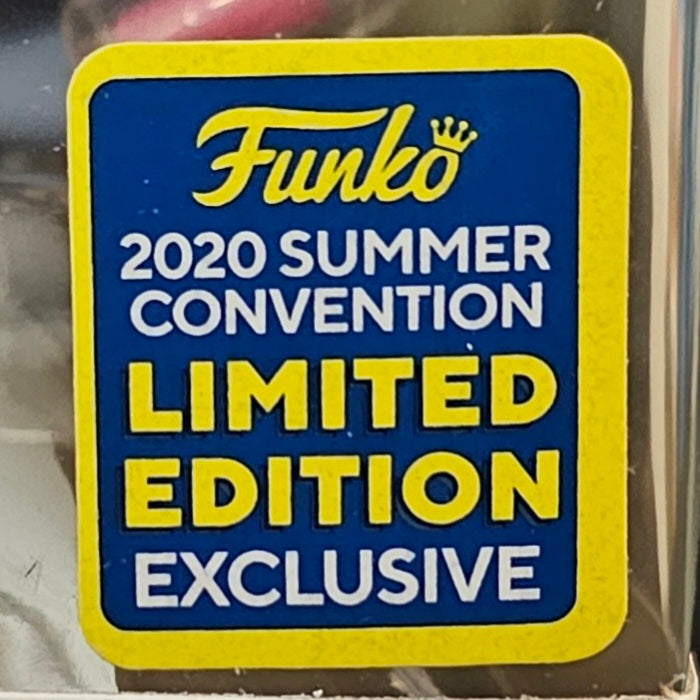 Funko
2020 SUMMER
CONVENTION
LIMITED
EDITION
EXCLUSIVE